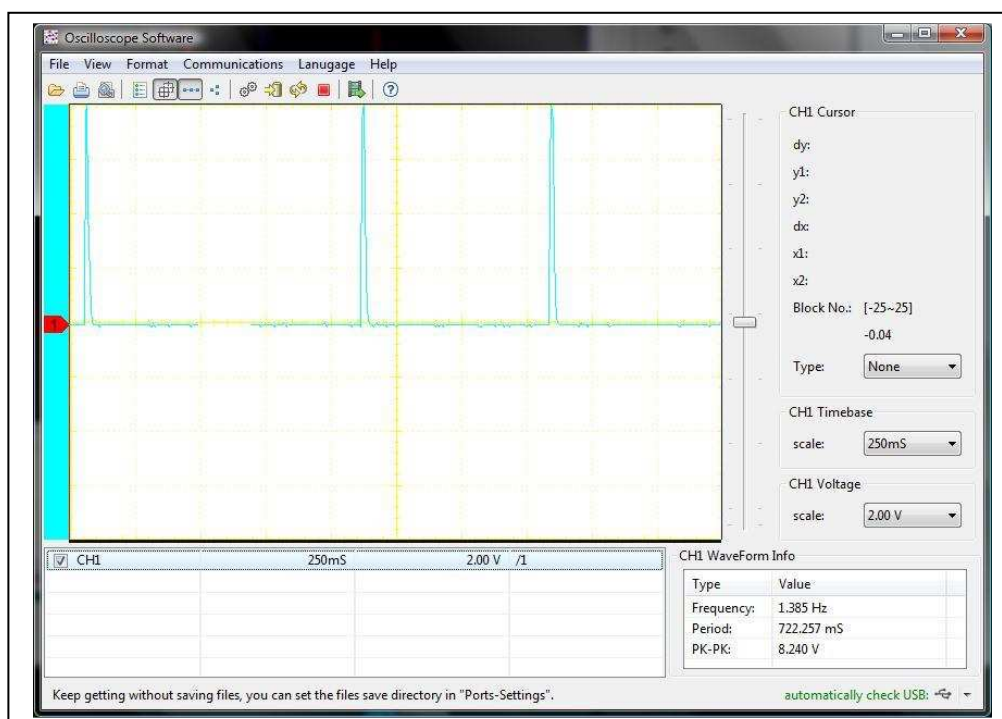 Oscilloscope Software
File View Format Communications Lanugage Help
1
CH1 Cursor
dy:
y1:
y2:
dx:
x1:
x2:
Block No.: [-25~25]
-0.04
Type: None
CH1 Timebase
scale: 250mS
CH1 Voltage
scale: 2.00 V
CH1 250mS 2.00 V /1
CH1 WaveForm Info
Type Value
Frequency: 1.385 Hz
Period: 722.257 mS
PK-PK: 8.240 V
Keep getting without saving files, you can set the files save directory in "Ports-Settings".
automatically check USB: